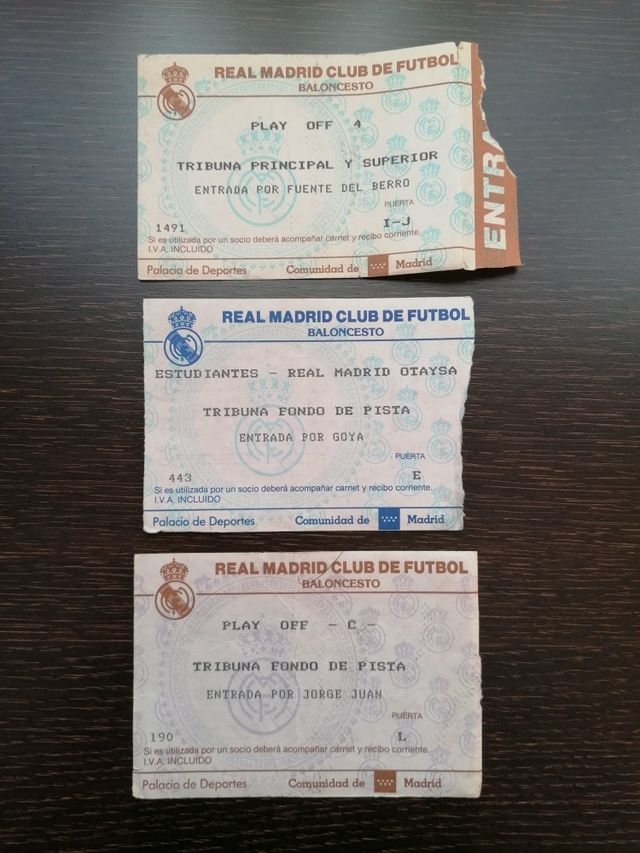 REAL MADRID CLUB DE FUTBOL
BALONCESTO
PLAY OFF 4
TRIBUNA PRINCIPAL Y SUPERIOR
ENTRADA POR FUENTE DEL BERRO
PUERTA
1491 I-J
Si es utilizada por un socio deberá acompañar carnet y recibo corriente.
I.V.A. INCLUIDO
Palacio de Deportes Comunidad de Madrid
ENTRA
REAL MADRID CLUB DE FUTBOL
BALONCESTO
ESTUDIANTES - REAL MADRID OTAYSA
TRIBUNA FONDO DE PISTA
ENTRADA POR GOYA
PUERTA
443 E
Si es utilizada por un socio deberá acompañar carnet y recibo corriente.
I.V.A. INCLUIDO
Palacio de Deportes Comunidad de Madrid
REAL MADRID CLUB DE FUTBOL
BALONCESTO
PLAY OFF - C -
TRIBUNA FONDO DE PISTA
ENTRADA POR JORGE JUAN
PUERTA
190 L
Si es utilizada por un socio deberá acompañar carnet y recibo corriente.
I.V.A. INCLUIDO
Palacio de Deportes Comunidad de Madrid